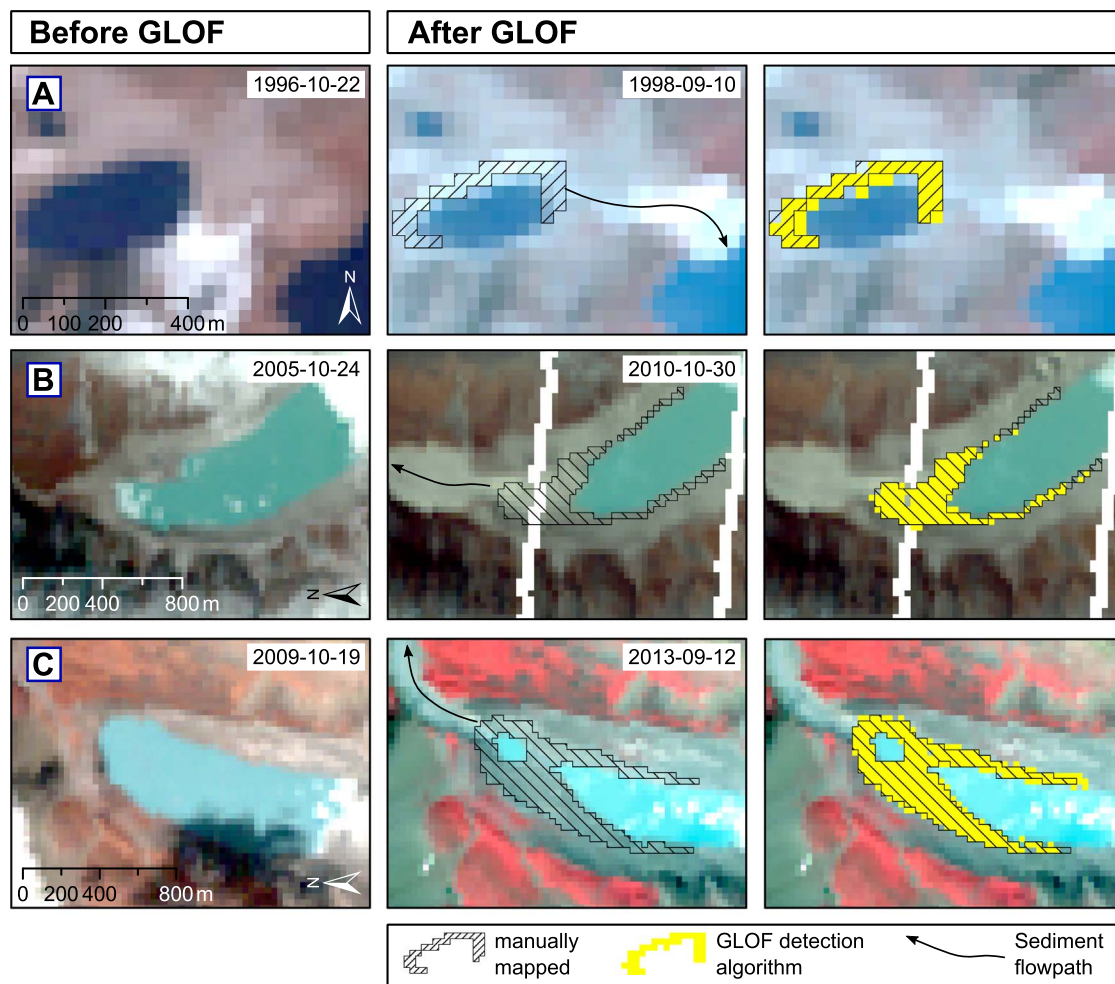 Before GLOF
After GLOF
A
1996-10-22
1998-09-10
N
0 100 200 400 m
B
2005-10-24
2010-10-30
N
0 200 400 800 m
C
2009-10-19
2013-09-12
N
0 200 400 800 m
manually
mapped
GLOF detection
algorithm
Sediment
flowpath